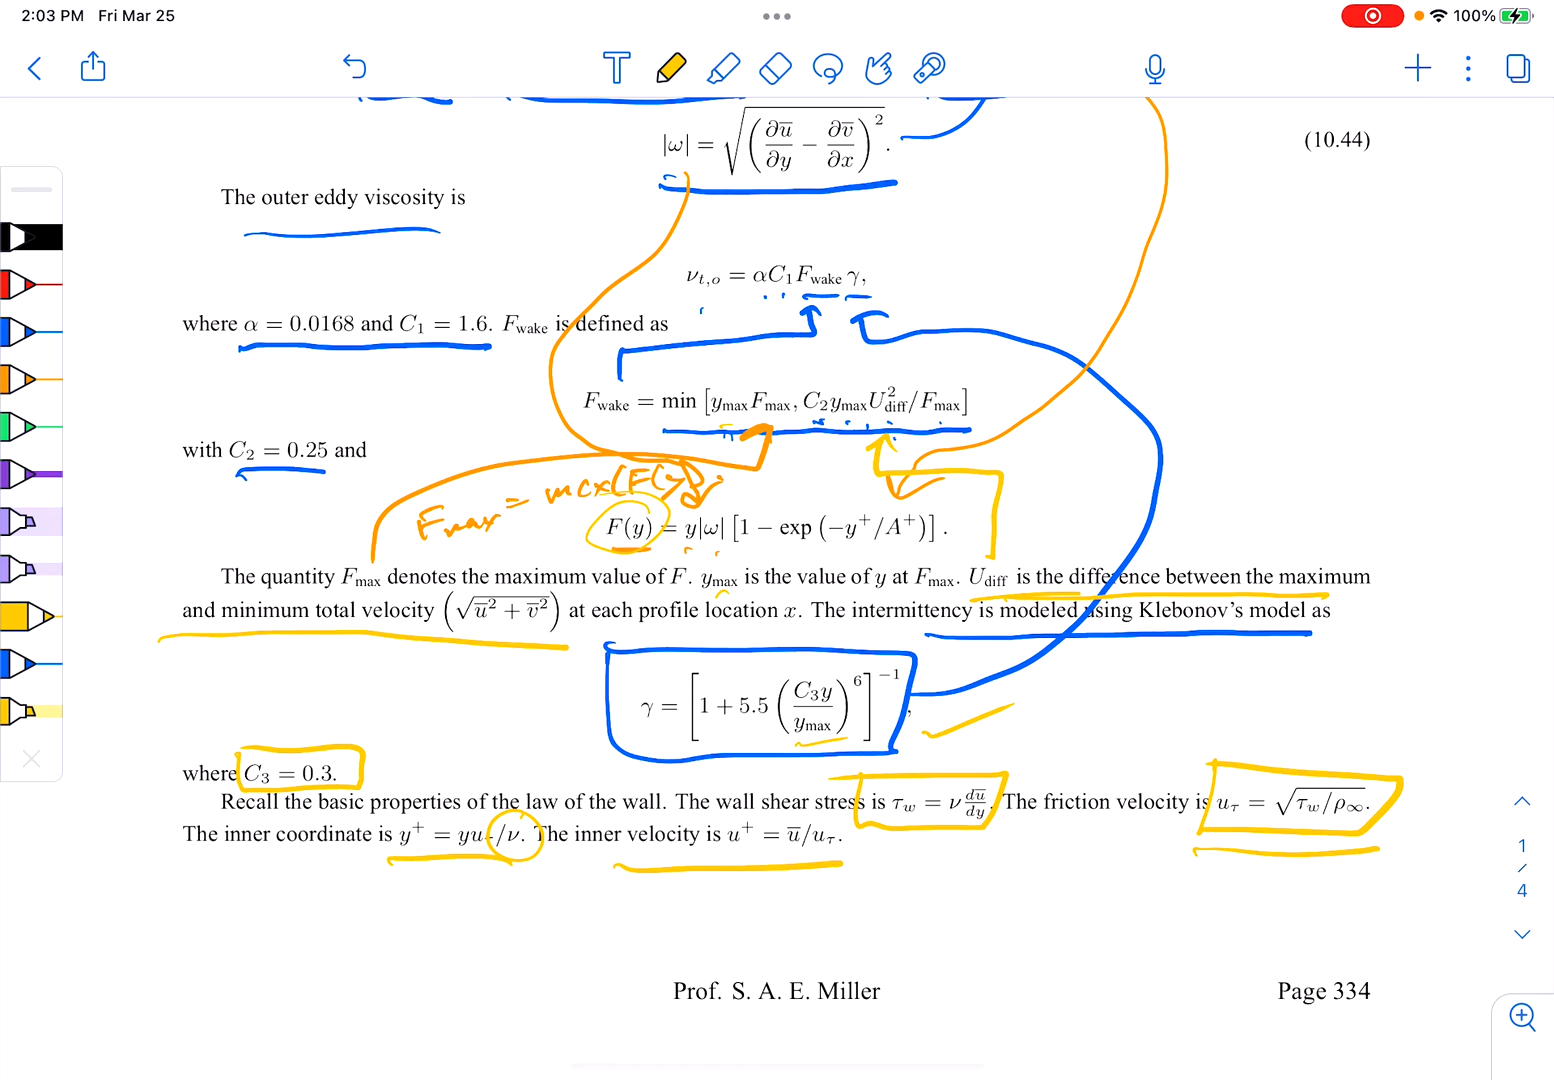 2:03 PM Fri Mar 25
100%
|ω| = √((∂u̅/∂y − ∂v̅/∂x)²). (10.44)
The outer eddy viscosity is
ν_{t,o} = αC₁F_wake γ,
where α = 0.0168 and C₁ = 1.6. F_wake is defined as
F_wake = min [y_max F_max, C₂ y_max U²_diff/F_max]
with C₂ = 0.25 and
F_max = max(F(y))
F(y) = y|ω| [1 − exp (−y⁺/A⁺)] .
The quantity F_max denotes the maximum value of F. y_max is the value of y at F_max. U_diff is the difference between the maximum
and minimum total velocity (√(u̅² + v̅²)) at each profile location x. The intermittency is modeled using Klebonov's model as
γ = [1 + 5.5 (C₃y/y_max)⁶]⁻¹,
where C₃ = 0.3.
Recall the basic properties of the law of the wall. The wall shear stress is τ_w = ν du̅/dy. The friction velocity is u_τ = √(τ_w/ρ_∞).
The inner coordinate is y⁺ = yu_τ/ν. The inner velocity is u⁺ = u̅/u_τ.
1
/
4
Prof. S. A. E. Miller Page 334